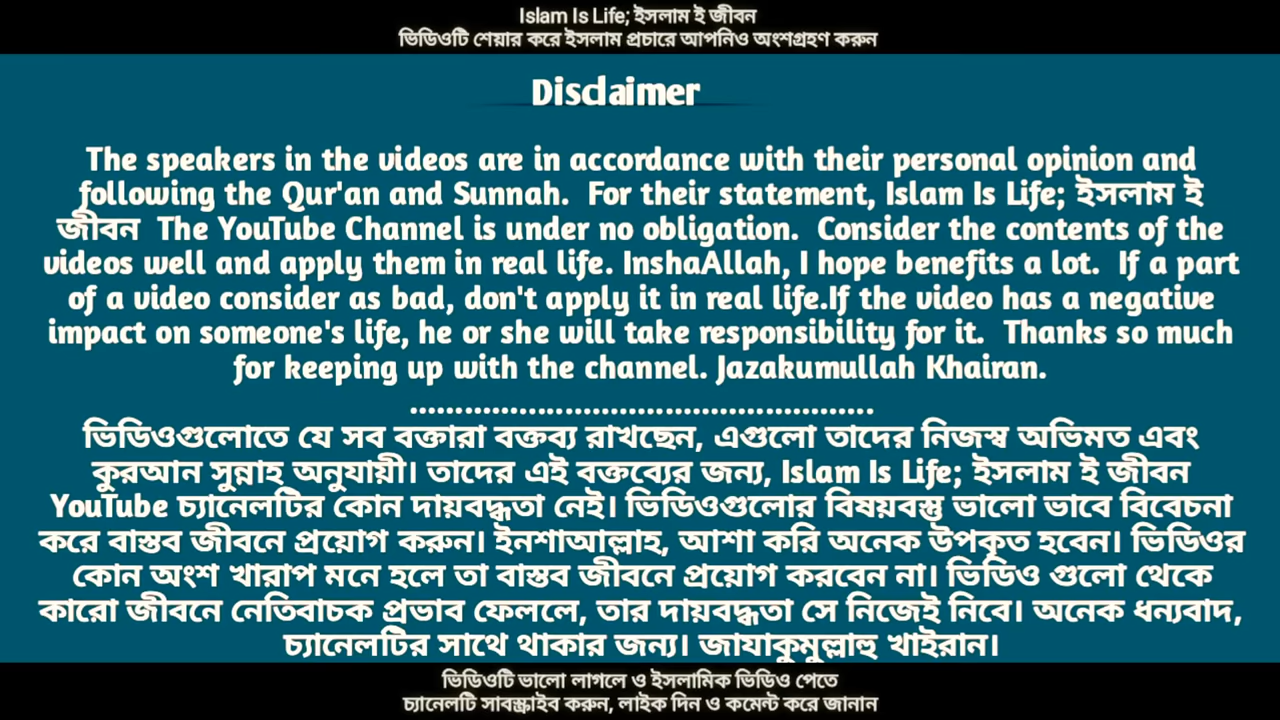 Islam Is Life; ইসলাম ই জীবন
ভিডিওটি শেয়ার করে ইসলাম প্রচারে আপনিও অংশগ্রহণ করুন
Disclaimer
The speakers in the videos are in accordance with their personal opinion and
following the Qur'an and Sunnah. For their statement, Islam Is Life; ইসলাম ই
জীবন The YouTube Channel is under no obligation. Consider the contents of the
videos well and apply them in real life. InshaAllah, I hope benefits a lot. If a part
of a video consider as bad, don't apply it in real life.If the video has a negative
impact on someone's life, he or she will take responsibility for it. Thanks so much
for keeping up with the channel. Jazakumullah Khairan.
....................................................
ভিডিওগুলোতে যে সব বক্তারা বক্তব্য রাখছেন, এগুলো তাদের নিজস্ব অভিমত এবং
কুরআন সুন্নাহ অনুযায়ী। তাদের এই বক্তব্যের জন্য, Islam Is Life; ইসলাম ই জীবন
YouTube চ্যানেলটির কোন দায়বদ্ধতা নেই। ভিডিওগুলোর বিষয়বস্তু ভালো ভাবে বিবেচনা
করে বাস্তব জীবনে প্রয়োগ করুন। ইনশাআল্লাহ, আশা করি অনেক উপকৃত হবেন। ভিডিওর
কোন অংশ খারাপ মনে হলে তা বাস্তব জীবনে প্রয়োগ করবেন না। ভিডিও গুলো থেকে
কারো জীবনে নেতিবাচক প্রভাব ফেললে, তার দায়বদ্ধতা সে নিজেই নিবে। অনেক ধন্যবাদ,
চ্যানেলটির সাথে থাকার জন্য। জাযাকুমুল্লাহু খাইরান।
ভিডিওটি ভালো লাগলে ও ইসলামিক ভিডিও পেতে
চ্যানেলটি সাবস্ক্রাইব করুন, লাইক দিন ও কমেন্ট করে জানান